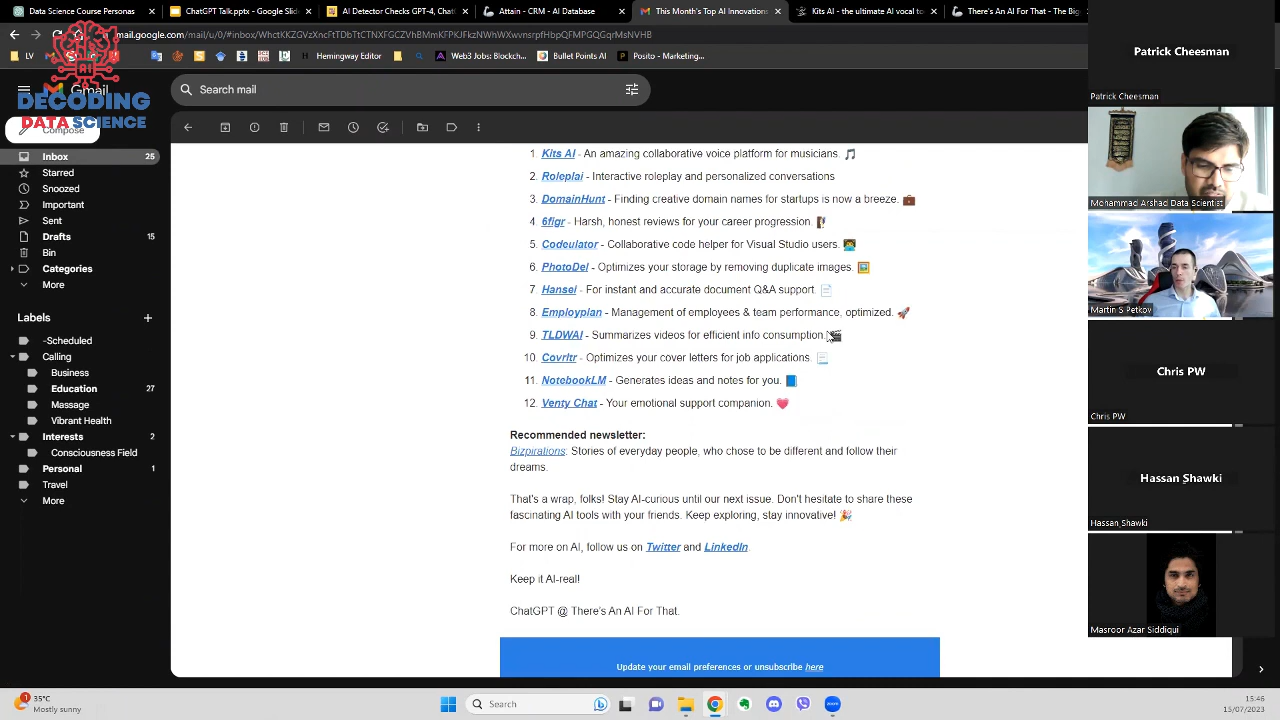 ChatGPT Talk.pptx - Google Slid
AI Detector Checks GPT-4, Chat
Attain - CRM - AI Database
This Month's Top AI Innovatio
Kits AI - the ultimate AI vocal to
There's An AI For That - The Big
mail/u/0/#inbox/
Hemingway Editor
Web3 Jobs: Blockch...
Bullet Points AI
Posito - Marketing...
Gmail
Search mail
DECODING
DATA SCIENCE
Compose
Inbox 25
Starred
Snoozed
Important
Sent
Drafts 15
Bin
Categories
More
Labels
-Scheduled
Calling
Business
Education 27
Massage
Vibrant Health
Interests 2
Consciousness Field
Personal 1
Travel
More
1. Kits AI - An amazing collaborative voice platform for musicians. 🎵
2. Roleplai - Interactive roleplay and personalized conversations
3. DomainHunt - Finding creative domain names for startups is now a breeze. 💼
4. 6figr - Harsh, honest reviews for your career progression.
5. Codeulator - Collaborative code helper for Visual Studio users. 👨‍💻
6. PhotoDel - Optimizes your storage by removing duplicate images. 🖼️
7. Hansei - For instant and accurate document Q&A support. 📄
8. Employplan - Management of employees & team performance, optimized. 🚀
9. TLDWAI - Summarizes videos for efficient info consumption. 🎬
10. Covrltr - Optimizes your cover letters for job applications. 📃
11. NotebookLM - Generates ideas and notes for you. 📘
12. Venty Chat - Your emotional support companion. 💗
Recommended newsletter:
Bizpirations. Stories of everyday people, who chose to be different and follow their
dreams.
That's a wrap, folks! Stay AI-curious until our next issue. Don't hesitate to share these
fascinating AI tools with your friends. Keep exploring, stay innovative! 🎉
For more on AI, follow us on Twitter and LinkedIn.
Keep it AI-real!
ChatGPT @ There's An AI For That.
Update your email preferences or unsubscribe here
Patrick Cheesman
Patrick Cheesman
Mohammad Arshad Data Scientist
Martin S Petkov
Chris PW
Chris PW
Hassan Shawki
Hassan Shawki
Masroor Azar Siddiqui
1
35°C
Mostly sunny
Search
zoom
15:46
15/07/2023